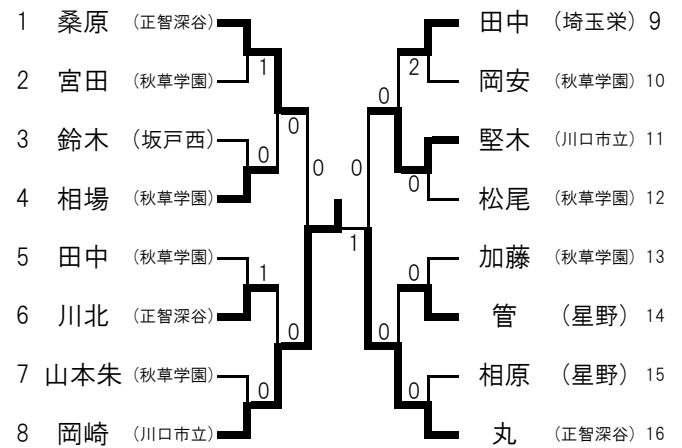 1 桑原 (正智深谷)
2 宮田 (秋草学園)
3 鈴木 (坂戸西)
4 相場 (秋草学園)
5 田中 (秋草学園)
6 川北 (正智深谷)
7 山本朱 (秋草学園)
8 岡崎 (川口市立)
1
0
1
0
0
0
0
0
1
0
0
2
0
0
0
田中 (埼玉栄) 9
岡安 (秋草学園) 10
堅木 (川口市立) 11
松尾 (秋草学園) 12
加藤 (秋草学園) 13
管 (星野) 14
相原 (星野) 15
丸 (正智深谷) 16